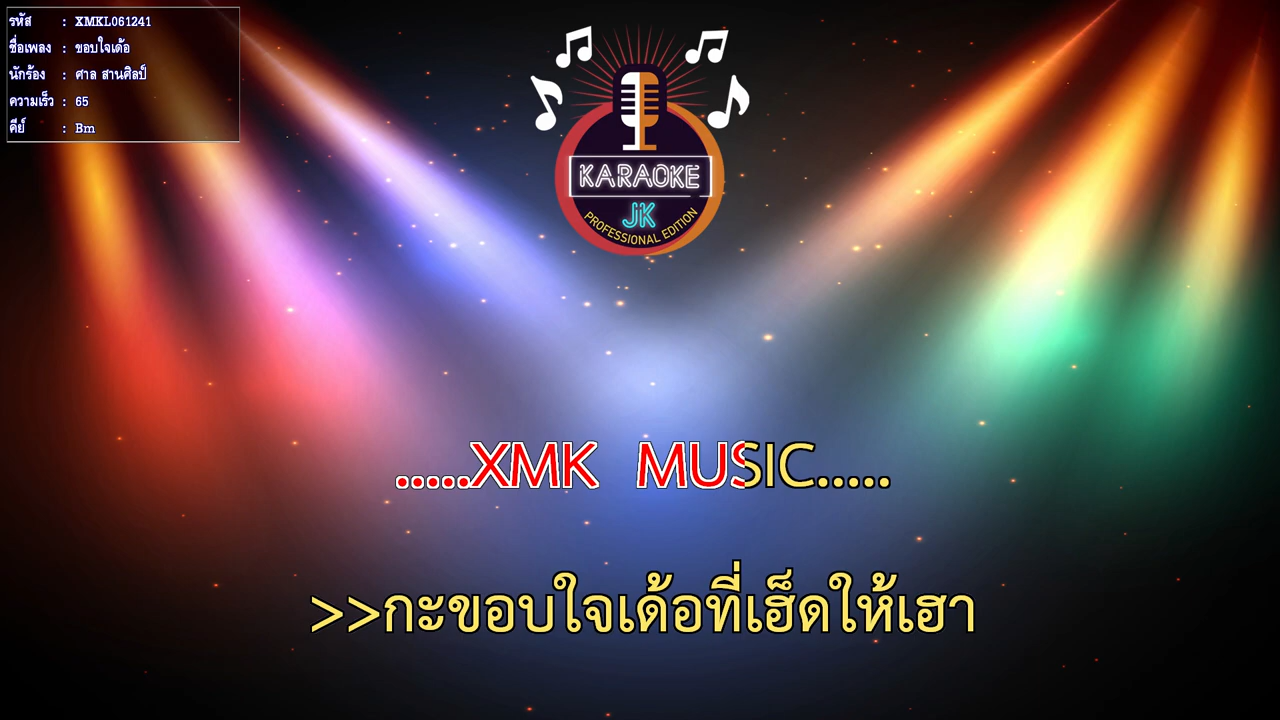 รหัส : XMKL061241
ชื่อเพลง : ขอบใจเด้อ
นักร้อง : ศาล สานศิลป์
ความเร็ว : 65
คีย์ : Bm
KARAOKE
JK
PROFESSIONAL EDITION
.....XMK MUSIC.....
>>กะขอบใจเด้อที่เฮ็ดให้เฮา